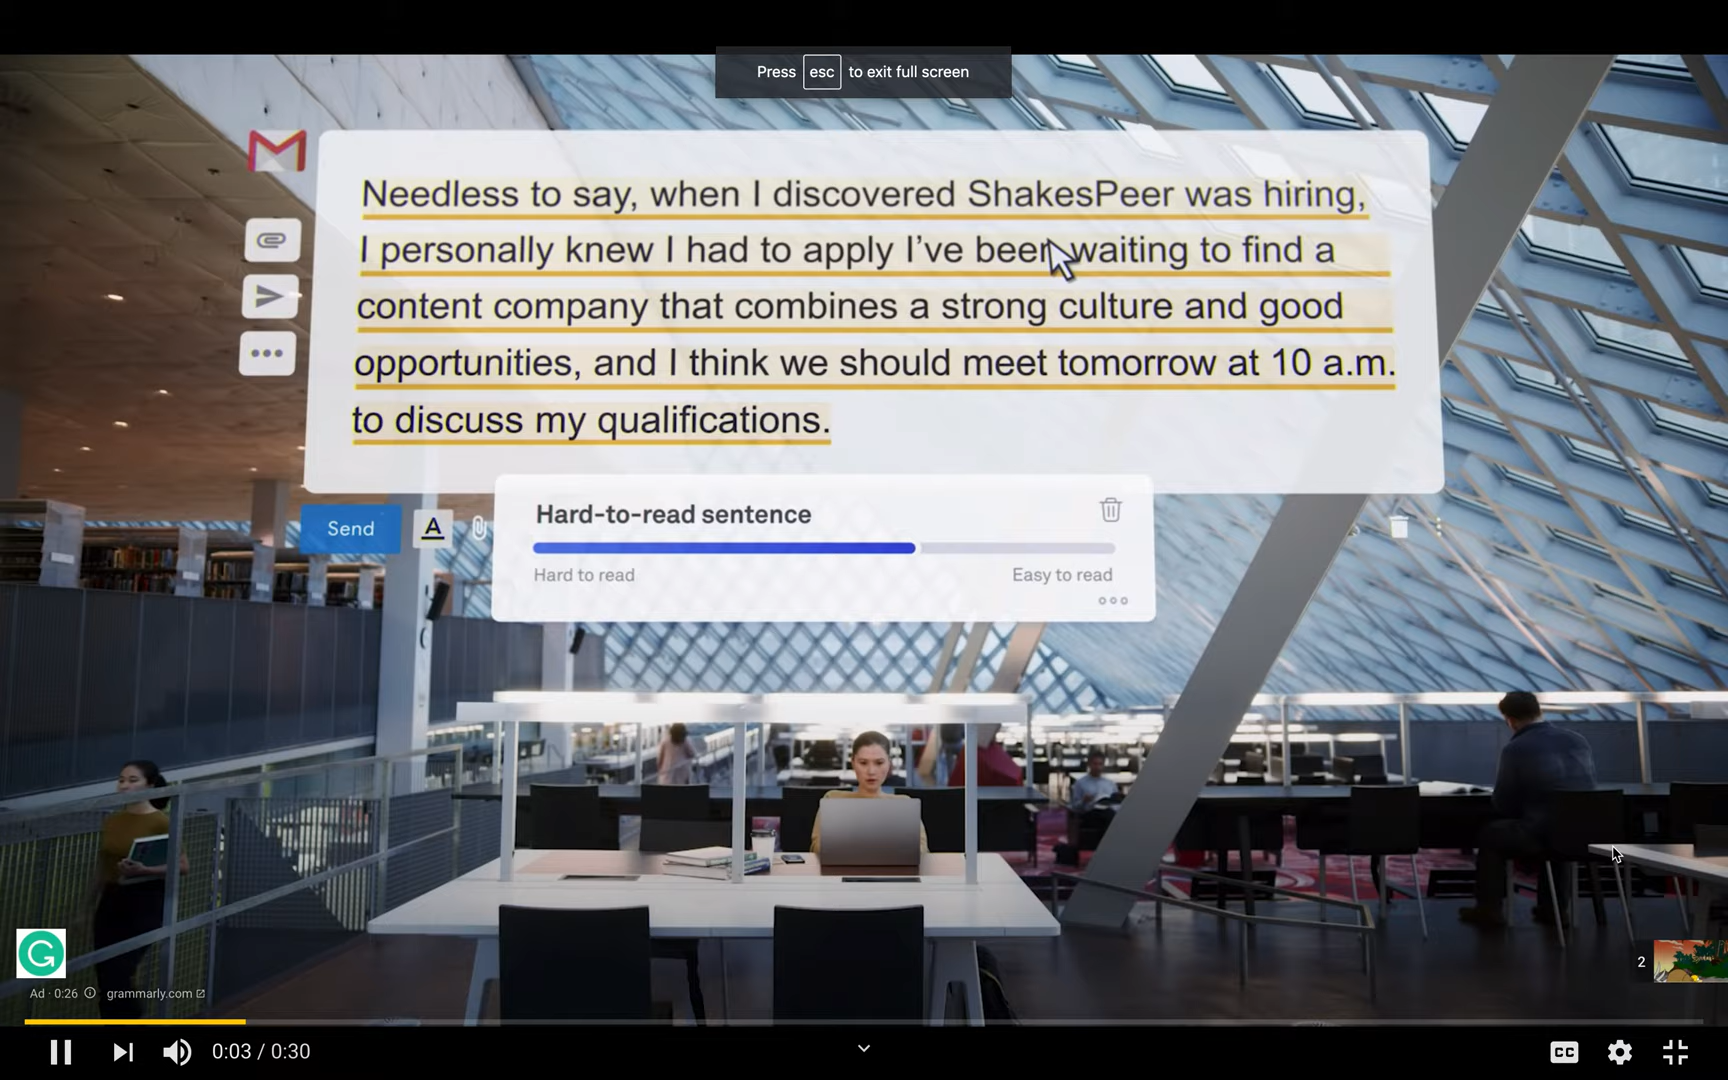 Press esc to exit full screen
Needless to say, when I discovered ShakesPeer was hiring,
I personally knew I had to apply I've been waiting to find a
content company that combines a strong culture and good
opportunities, and I think we should meet tomorrow at 10 a.m.
to discuss my qualifications.
Send
A
Hard-to-read sentence
Hard to read
Easy to read
G
2
Ad · 0:26
grammarly.com
0:03 / 0:30
CC